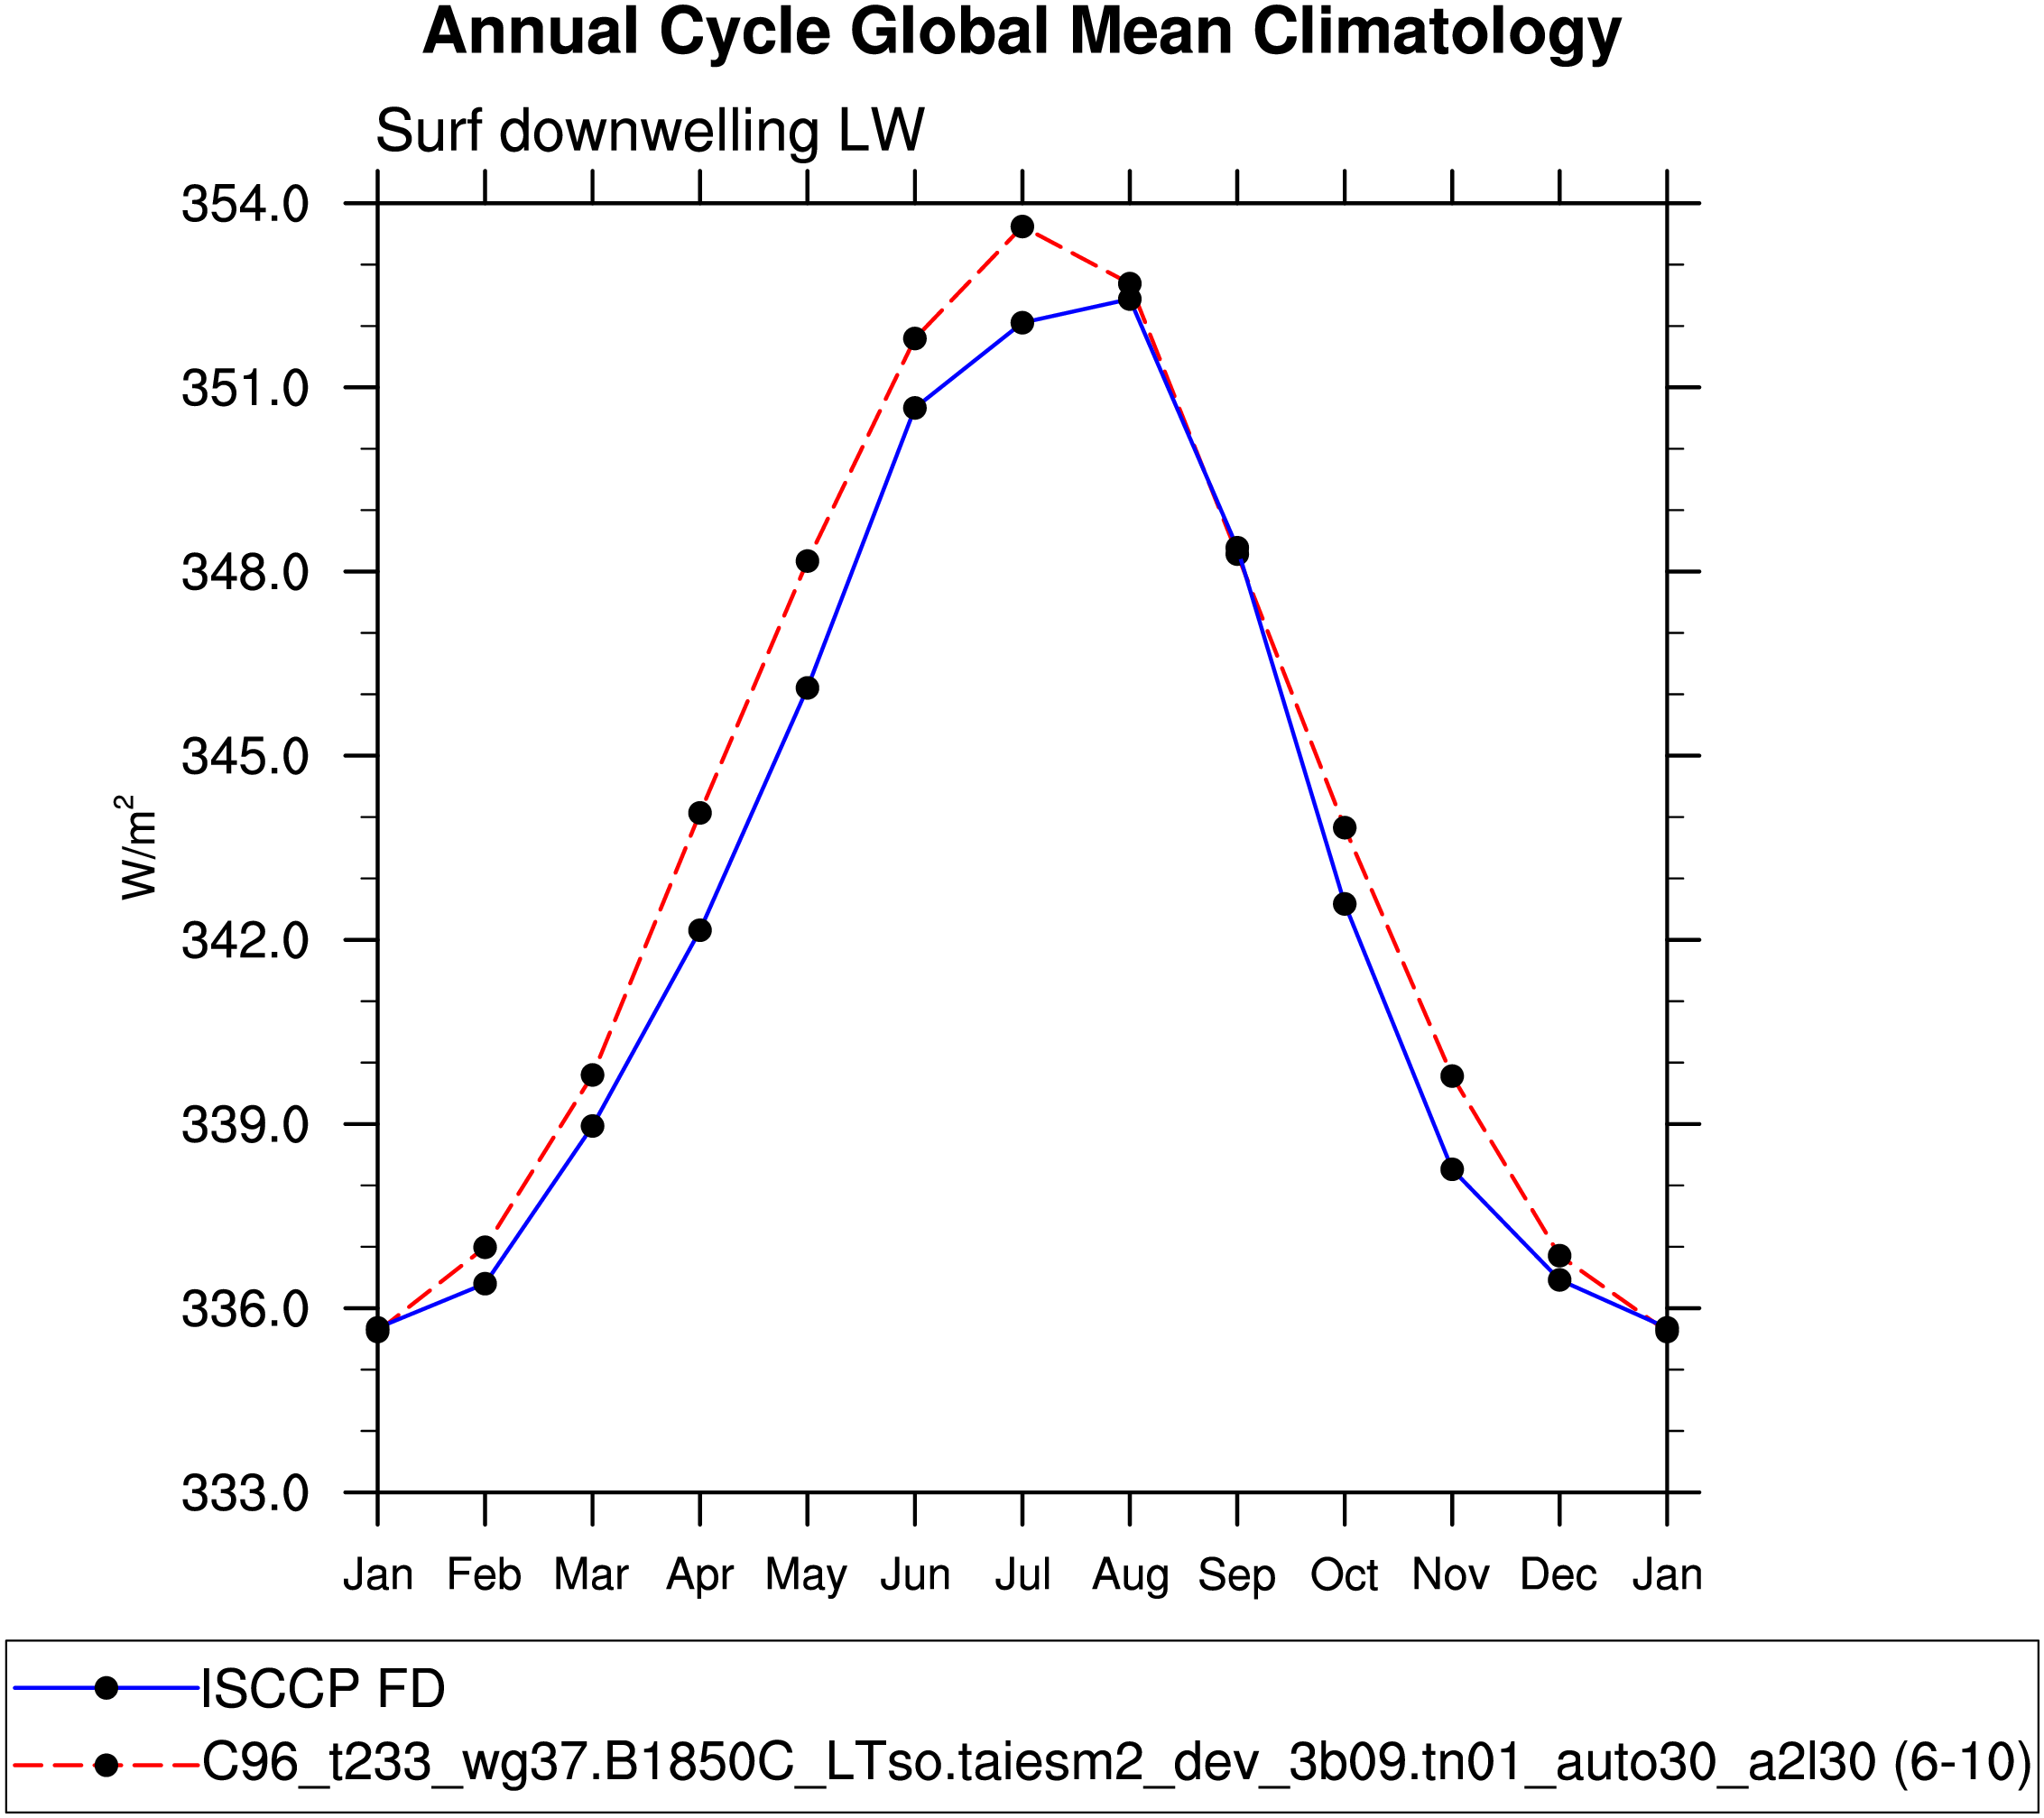 Annual Cycle Global Mean Climatology
Surf downwelling LW
354.0
351.0
348.0
345.0
342.0
339.0
336.0
333.0
W/m²
Jan Feb Mar Apr May Jun Jul Aug Sep Oct Nov Dec Jan
ISCCP FD
C96_t233_wg37.B1850C_LTso.taiesm2_dev_3b09.tn01_auto30_a2l30 (6-10)